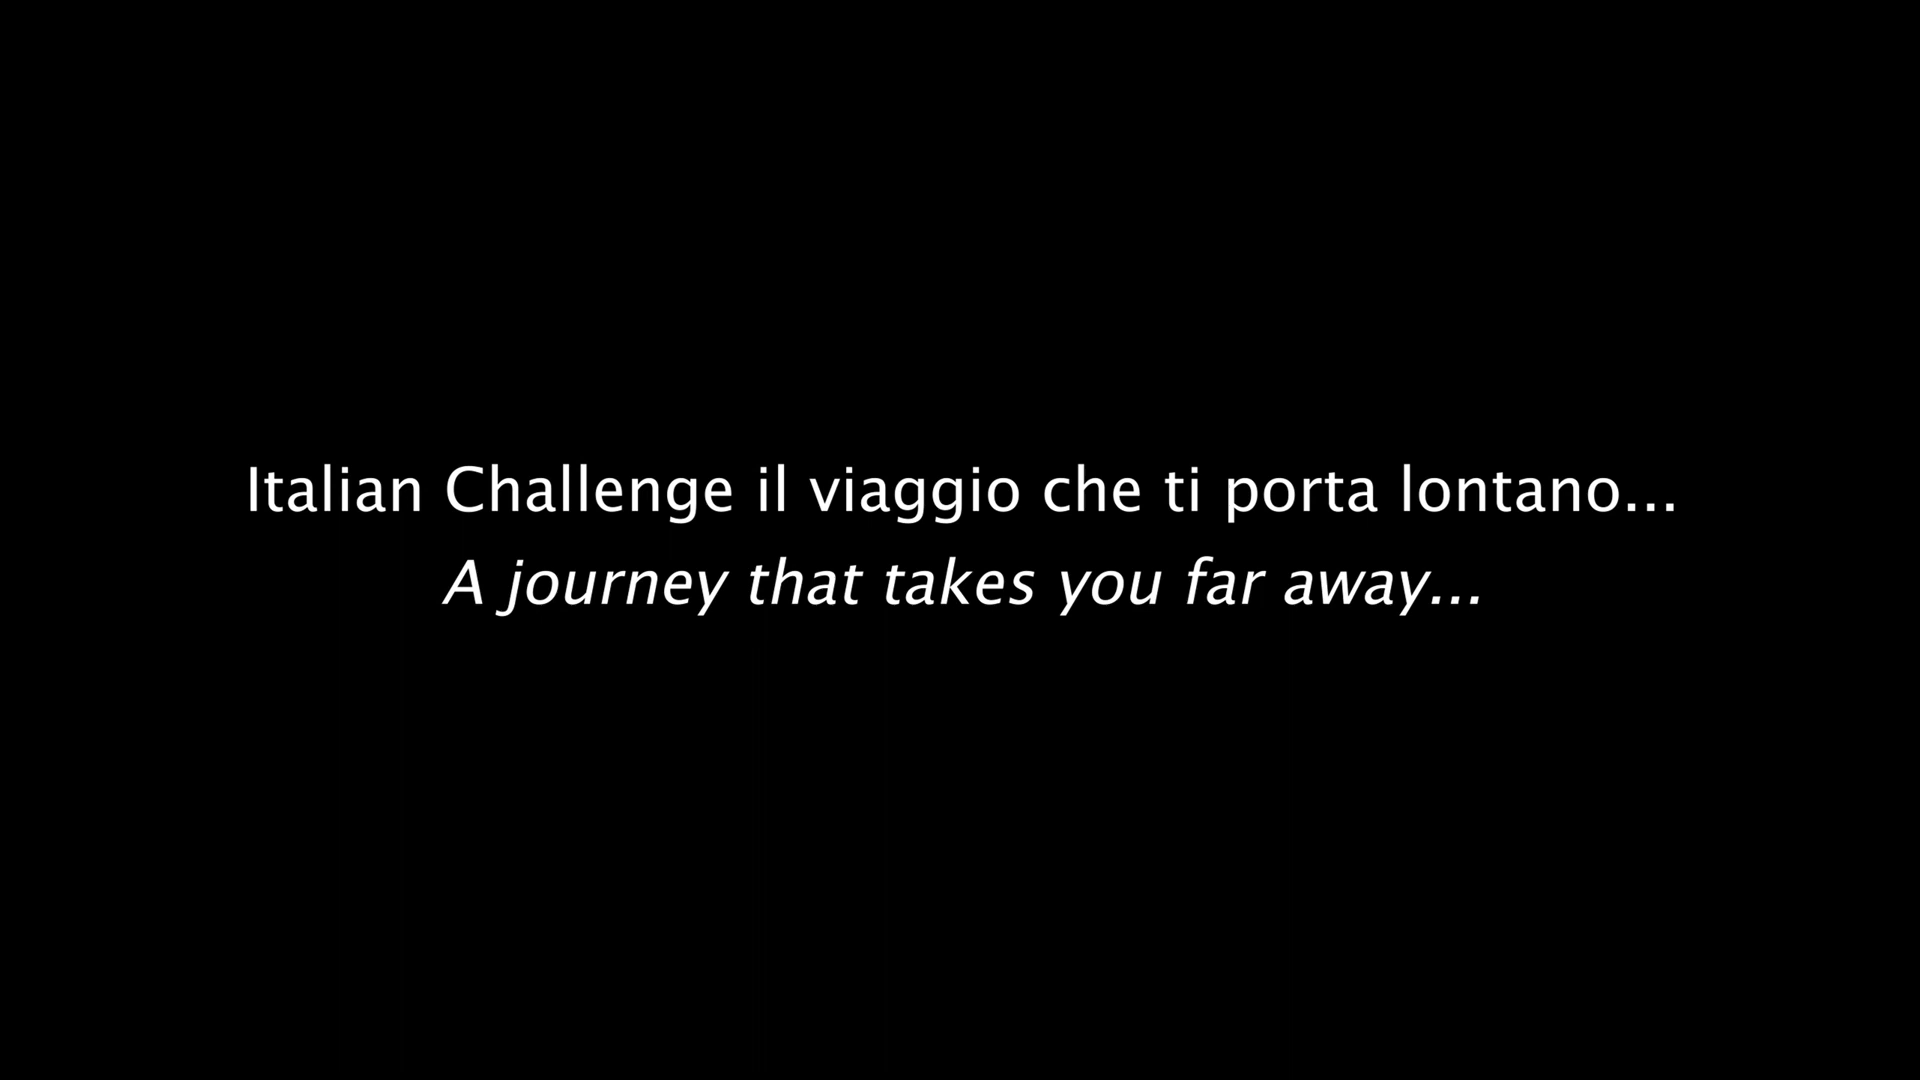 Italian Challenge il viaggio che ti porta lontano...
A journey that takes you far away...